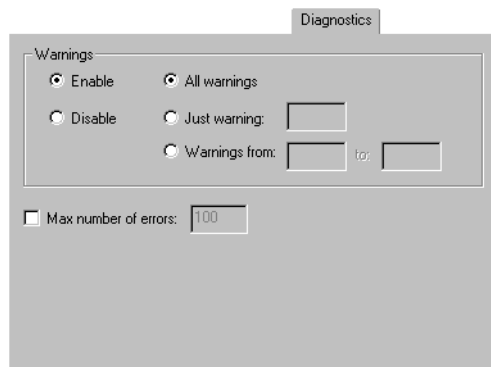 Diagnostics
Warnings
Enable
All warnings
Disable
Just warning:
Warnings from:
to:
Max number of errors:
100